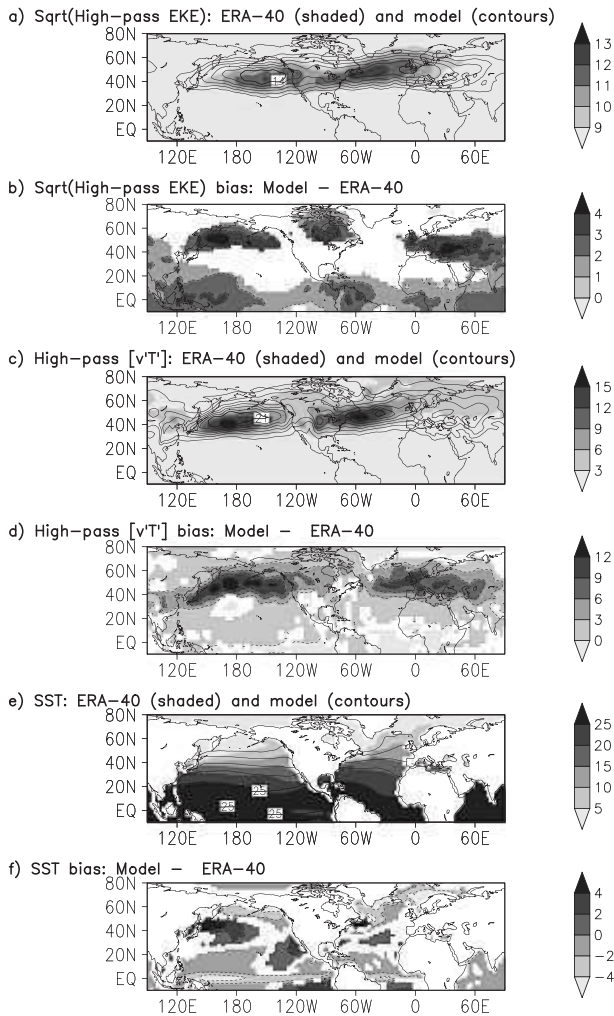 a) Sqrt(High-pass EKE): ERA-40 (shaded) and model (contours)
80N
60N
40N
20N
EQ
120E 180 120W 60W 0 60E
13
12
11
10
9
b) Sqrt(High-pass EKE) bias: Model - ERA-40
80N
60N
40N
20N
EQ
120E 180 120W 60W 0 60E
4
3
2
1
0
c) High-pass [v'T']: ERA-40 (shaded) and model (contours)
80N
60N
40N
20N
EQ
21
120E 180 120W 60W 0 60E
15
12
9
6
3
d) High-pass [v'T'] bias: Model - ERA-40
80N
60N
40N
20N
EQ
120E 180 120W 60W 0 60E
12
9
6
3
0
e) SST: ERA-40 (shaded) and model (contours)
80N
60N
40N
20N
EQ
25
25
25
120E 180 120W 60W 0 60E
25
20
15
10
5
f) SST bias: Model - ERA-40
80N
60N
40N
20N
EQ
120E 180 120W 60W 0 60E
4
2
0
-2
-4